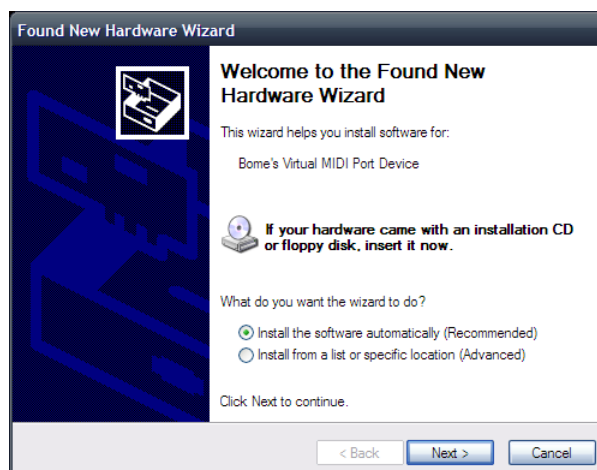 Found New Hardware Wizard
Welcome to the Found New
Hardware Wizard
This wizard helps you install software for:
Bome's Virtual MIDI Port Device
If your hardware came with an installation CD
or floppy disk, insert it now.
What do you want the wizard to do?
Install the software automatically (Recommended)
Install from a list or specific location (Advanced)
Click Next to continue.
< Back
Next >
Cancel